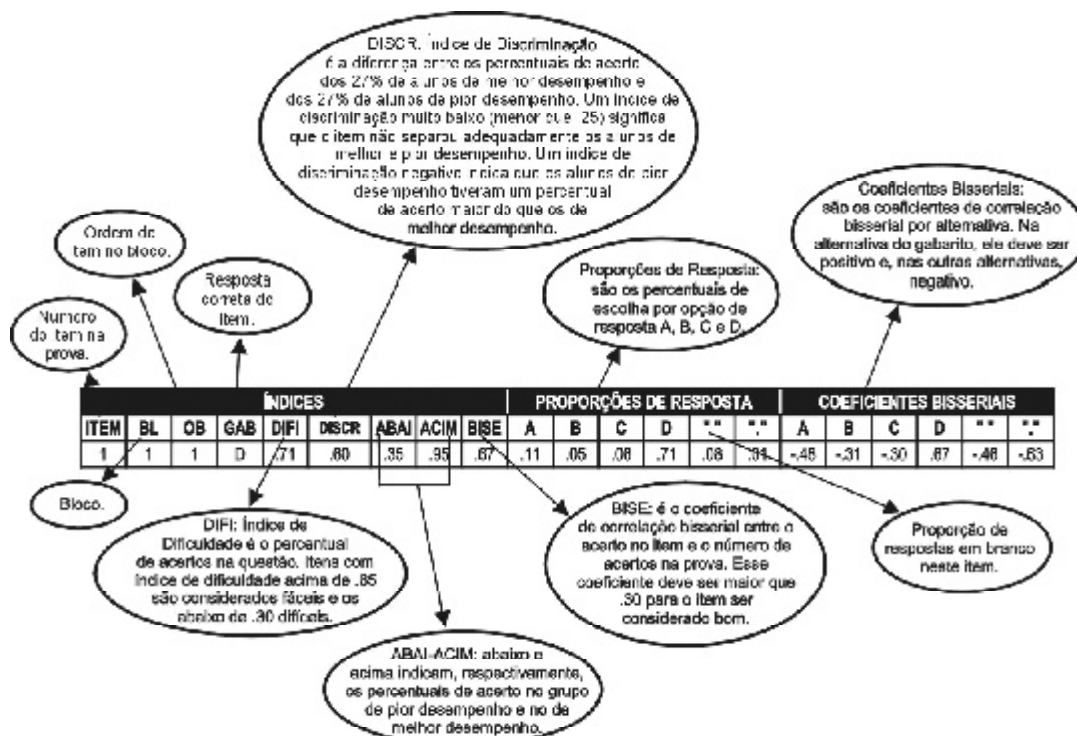 DISCR: Índice de Discriminação
é a diferença entre os percentuais de acerto
dos 27% de alunos de melhor desempenho e
dos 27% de alunos de pior desempenho. Um índice de
discriminação muito baixo (menor que .25) significa
que o item não separou adequadamente os alunos de
melhor e pior desempenho. Um índice de
discriminação negativo indica que os alunos de pior
desempenho tiveram um percentual
de acerto maior do que os de
melhor desempenho.
Coeficientes Bisseriais:
são os coeficientes de correlação
bisserial por alternativa. Na
alternativa do gabarito, ele deve ser
positivo e, nas outras alternativas,
negativo.
Ordem do
item no bloco.
Resposta
correta do
item.
Proporções de Resposta:
são os percentuais de
escolha por opção de
resposta A, B, C e D.
Número
do item na
prova.
ÍNDICES PROPORÇÕES DE RESPOSTA COEFICIENTES BISSERIAIS
ITEM BL OB GAB DIFI DISCR ABAI ACIM BISE A B C D " " "." A B C D " " "."
1 1 1 D .71 .60 .35 .95 .67 .11 .05 .06 .71 .08 -.46 -.31 -.30 .67 -.46 -.63
Bloco.
DIFI: Índice de
Dificuldade é o percentual
de acertos na questão. Itens com
índice de dificuldade acima de .85
são considerados fáceis e os
abaixo de .30 difíceis.
BISE: é o coeficiente
de correlação bisserial entre o
acerto no item e o número de
acertos na prova. Esse
coeficiente deve ser maior que
.30 para o item ser
considerado bom.
Proporção de
respostas em branco
neste item.
ABAI-ACIM: abaixo e
acima indicam, respectivamente,
os percentuais de acerto no grupo
de pior desempenho e no de
melhor desempenho.